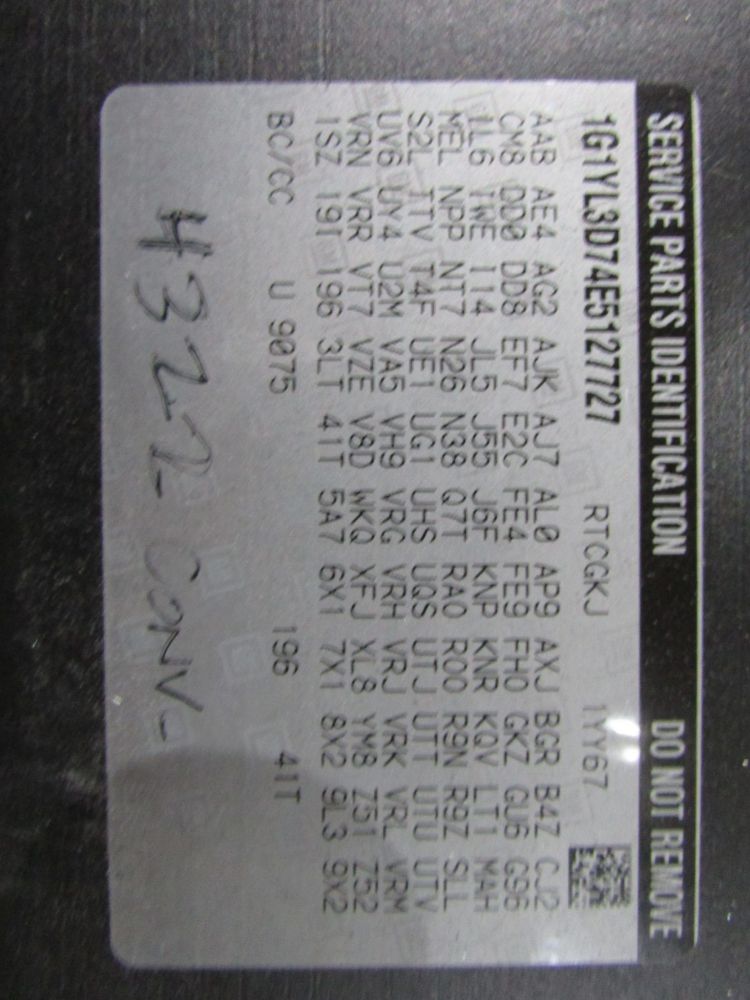 SERVICE PARTS IDENTIFICATION DO NOT REMOVE
1G1YL3D74E5127727 RTCGKJ 1YY67
AAB AE4 AG2 AJK AJ7 AL0 AP9 AXJ BGR B4Z CJ2
CM8 DD0 DD8 EF7 E2C FE4 FE9 FHO GKZ GU6 G96
IL6 IWE I14 JL5 J55 J6F KNP KNR KQV LT1 MAH
MEL NPP NT7 N26 N38 Q7T RAO ROO R9N R9Z SLL
S2L TTV T4F UE1 UG1 UHS UQS UTJ UTT UTU UTV
UV6 UY4 U2M VA5 VH9 VRG VRH VRJ VRK VRL VRM
VRN VRR VT7 VZE V8D WKQ XFJ XL8 YM8 Z51 Z52
1SZ 19I 196 3LT 41T 5A7 6X1 7X1 8X2 9L3 9X2
BC/CC U 9075 196 41T
4322 CONV-